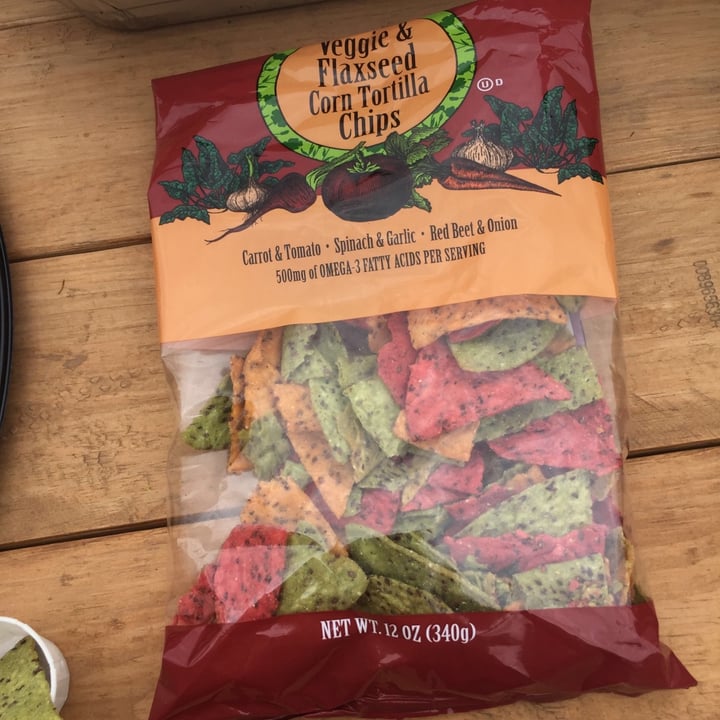 Veggie &
Flaxseed
Corn Tortilla
Chips
U D
Carrot & Tomato • Spinach & Garlic • Red Beet & Onion
500mg of OMEGA-3 FATTY ACIDS PER SERVING
NET WT. 12 OZ (340g)